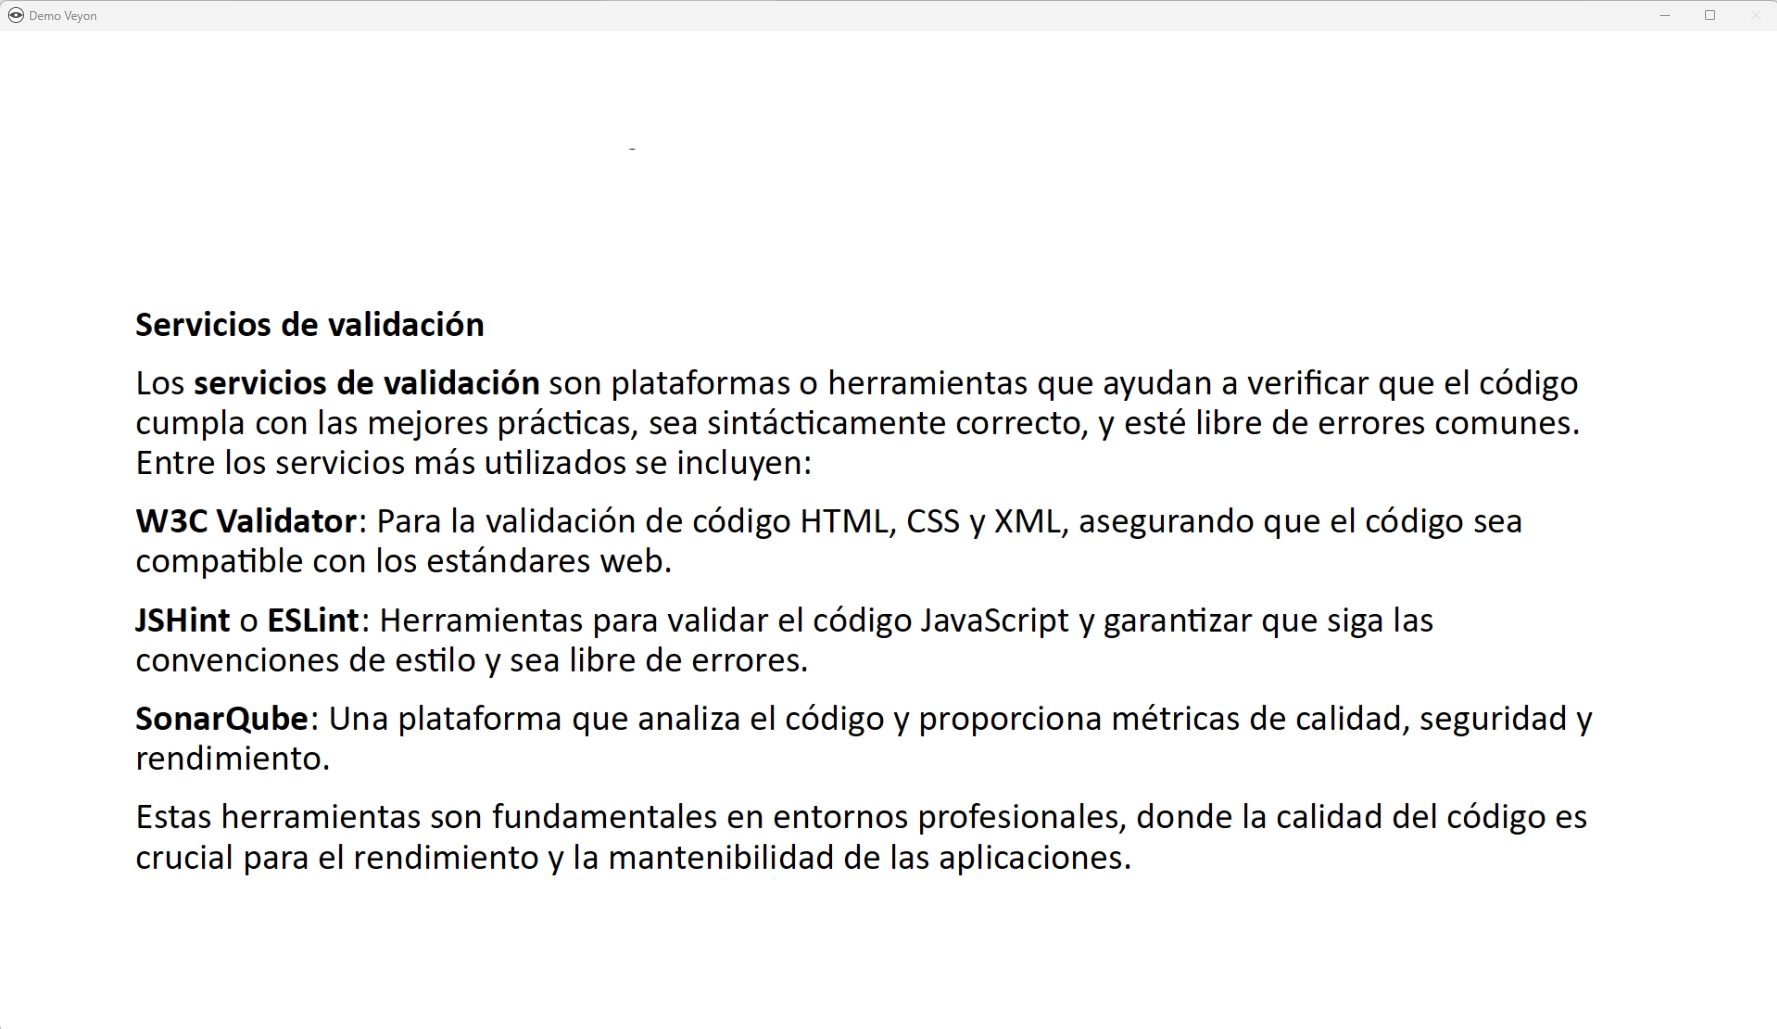 Demo Veyon
Servicios de validación
Los servicios de validación son plataformas o herramientas que ayudan a verificar que el código
cumpla con las mejores prácticas, sea sintácticamente correcto, y esté libre de errores comunes.
Entre los servicios más utilizados se incluyen:
W3C Validator: Para la validación de código HTML, CSS y XML, asegurando que el código sea
compatible con los estándares web.
JSHint o ESLint: Herramientas para validar el código JavaScript y garantizar que siga las
convenciones de estilo y sea libre de errores.
SonarQube: Una plataforma que analiza el código y proporciona métricas de calidad, seguridad y
rendimiento.
Estas herramientas son fundamentales en entornos profesionales, donde la calidad del código es
crucial para el rendimiento y la mantenibilidad de las aplicaciones.